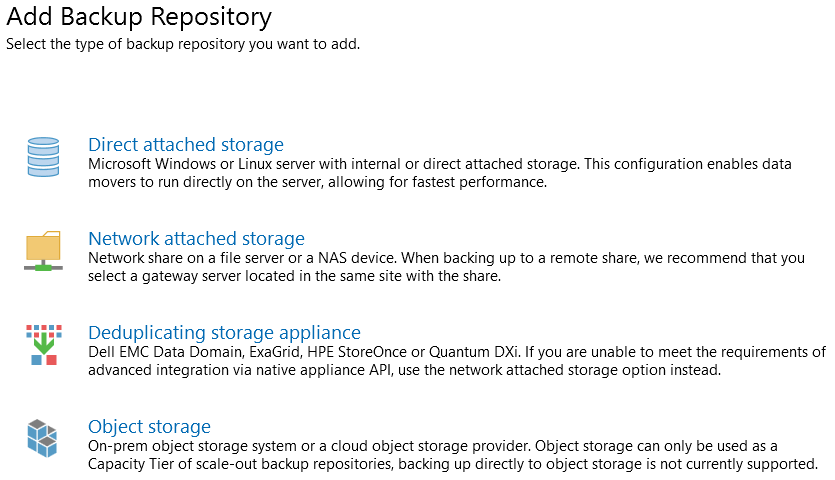 Add Backup Repository
Select the type of backup repository you want to add.
Direct attached storage
Microsoft Windows or Linux server with internal or direct attached storage. This configuration enables data
movers to run directly on the server, allowing for fastest performance.
Network attached storage
Network share on a file server or a NAS device. When backing up to a remote share, we recommend that you
select a gateway server located in the same site with the share.
Deduplicating storage appliance
Dell EMC Data Domain, ExaGrid, HPE StoreOnce or Quantum DXi. If you are unable to meet the requirements of
advanced integration via native appliance API, use the network attached storage option instead.
Object storage
On-prem object storage system or a cloud object storage provider. Object storage can only be used as a
Capacity Tier of scale-out backup repositories, backing up directly to object storage is not currently supported.